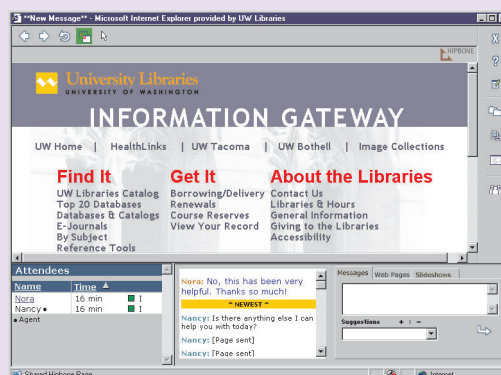 **New Message** - Microsoft Internet Explorer provided by UW Libraries
HIPBONE
University Libraries
UNIVERSITY OF WASHINGTON
INFORMATION GATEWAY
UW Home | HealthLinks | UW Tacoma | UW Bothell | Image Collections
Find It Get It About the Libraries
UW Libraries Catalog Borrowing/Delivery Contact Us
Top 20 Databases Renewals Libraries & Hours
Databases & Catalogs Course Reserves General Information
E-Journals View Your Record Giving to the Libraries
By Subject Accessibility
Reference Tools
Attendees
Name Time
Nora 16 min I
Nancy • 16 min I
• Agent
Nora: No, this has been very
helpful. Thanks so much!
^ NEWEST ^
Nancy: Is there anything else I can
help you with today?
Nancy: [Page sent]
Nancy: [Page sent]
Messages Web Pages Slideshows
Suggestions + : -
Shared Hipbone Page
Internet